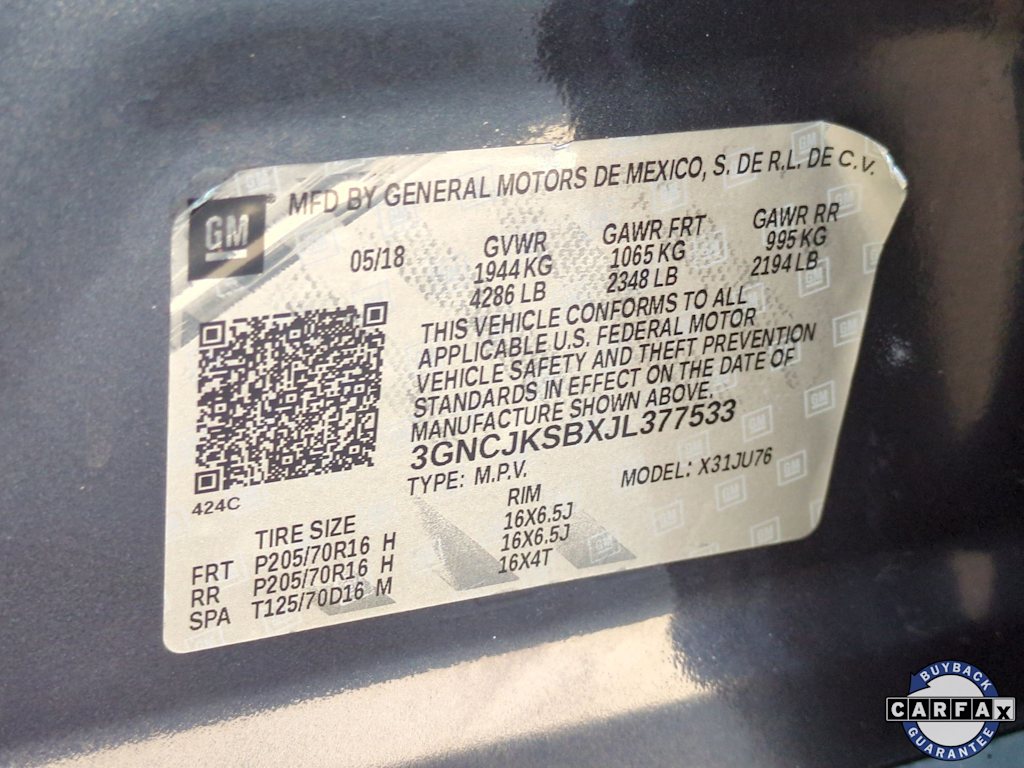 GM
MFD BY GENERAL MOTORS DE MEXICO, S. DE R.L. DE C.V.
05/18 GVWR GAWR FRT GAWR RR
1944 KG 1065 KG 995 KG
4286 LB 2348 LB 2194 LB
THIS VEHICLE CONFORMS TO ALL
APPLICABLE U.S. FEDERAL MOTOR
VEHICLE SAFETY AND THEFT PREVENTION
STANDARDS IN EFFECT ON THE DATE OF
MANUFACTURE SHOWN ABOVE.
3GNCJKSBXJL377533
424C
TYPE: M.P.V. MODEL: X31JU76
TIRE SIZE RIM
FRT P205/70R16 H 16X6.5J
RR P205/70R16 H 16X6.5J
SPA T125/70D16 M 16X4T
BUYBACK
CARFAX
GUARANTEE